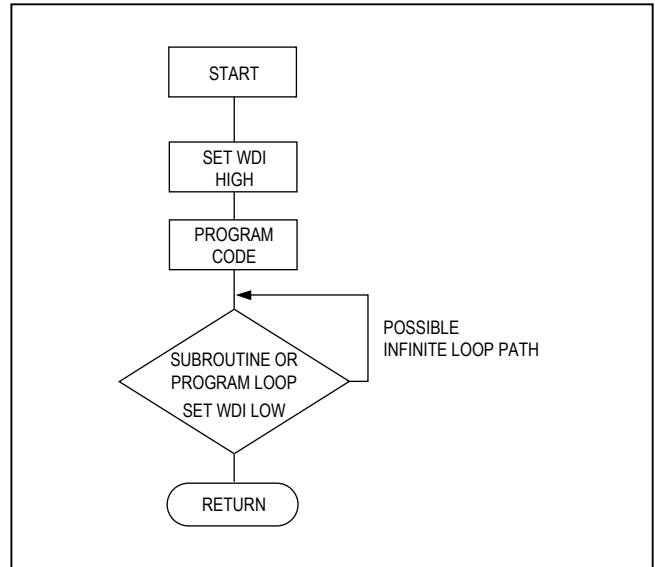 START
SET WDI
HIGH
PROGRAM
CODE
POSSIBLE
INFINITE LOOP PATH
SUBROUTINE OR
PROGRAM LOOP
SET WDI LOW
RETURN